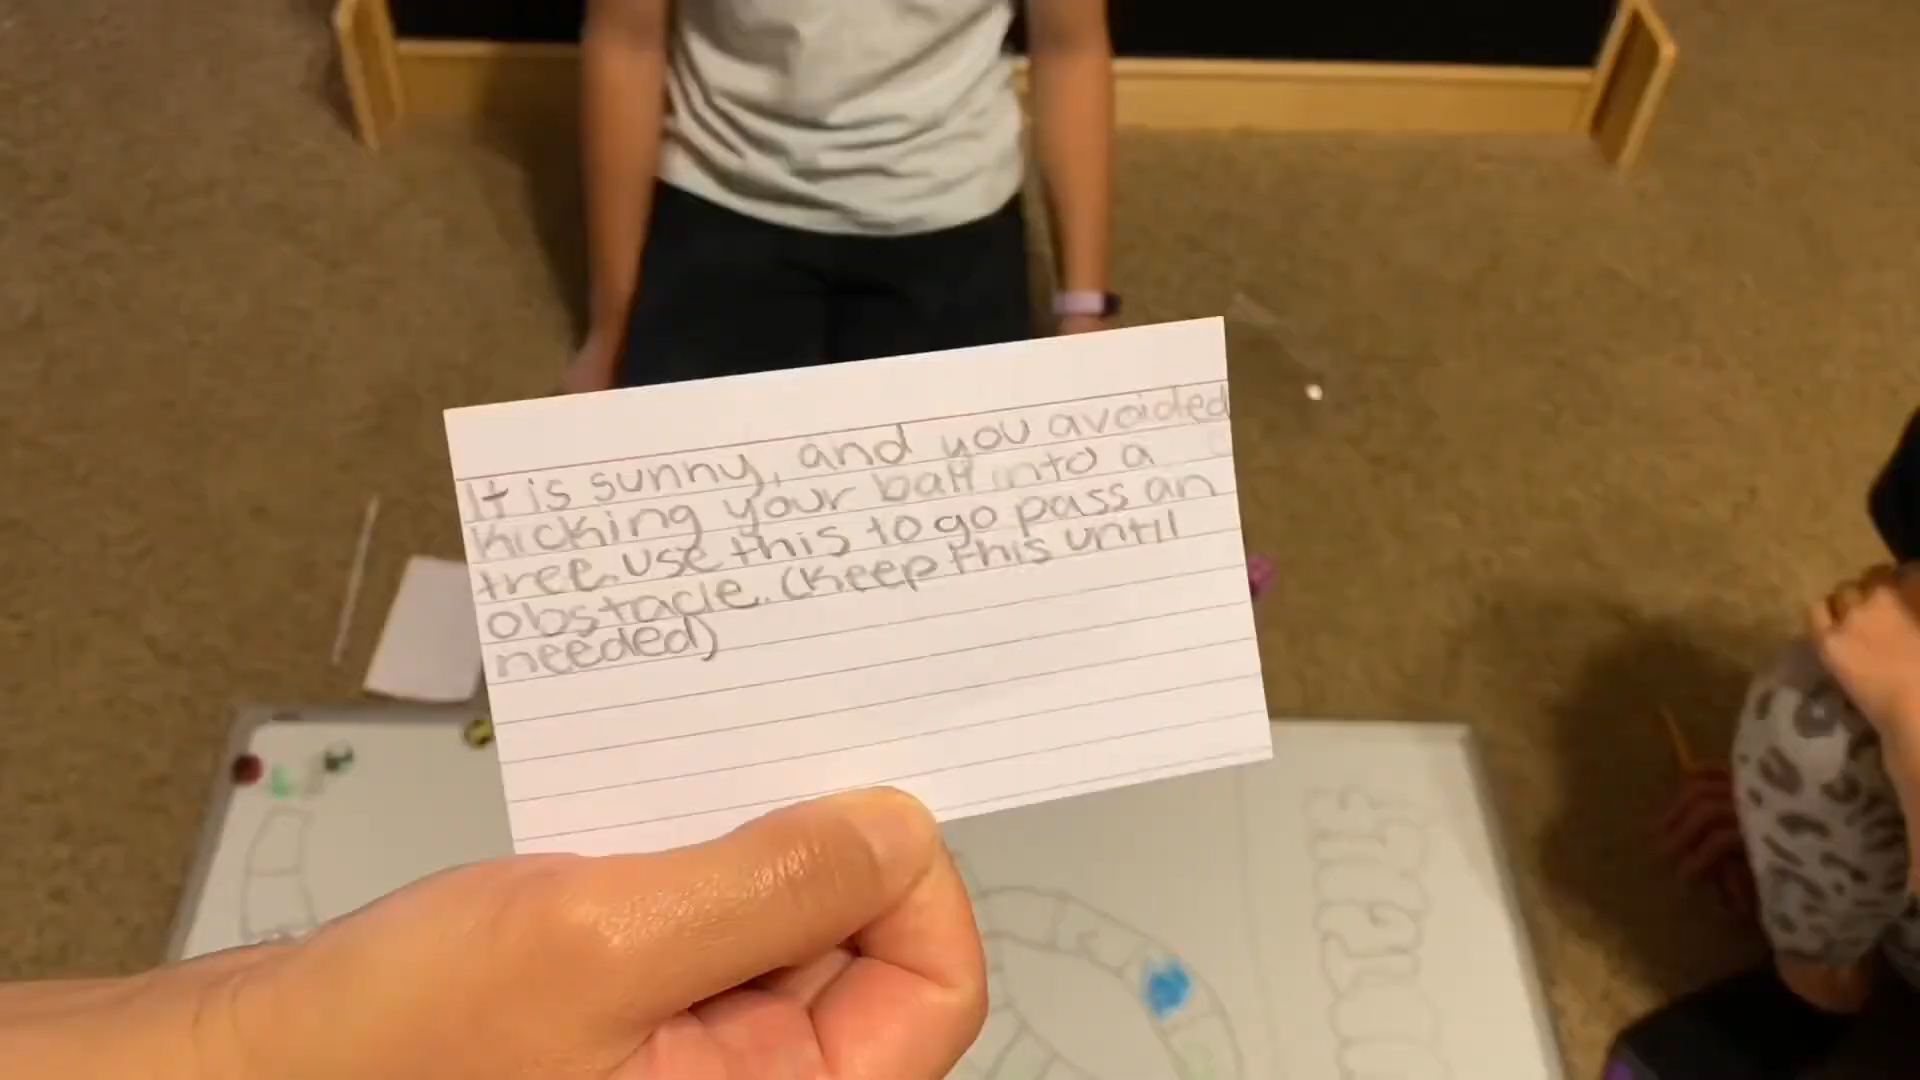 It is sunny, and you avoided
kicking your ball into a
tree. use this to go pass an
obstacle. (Keep this until
needed)